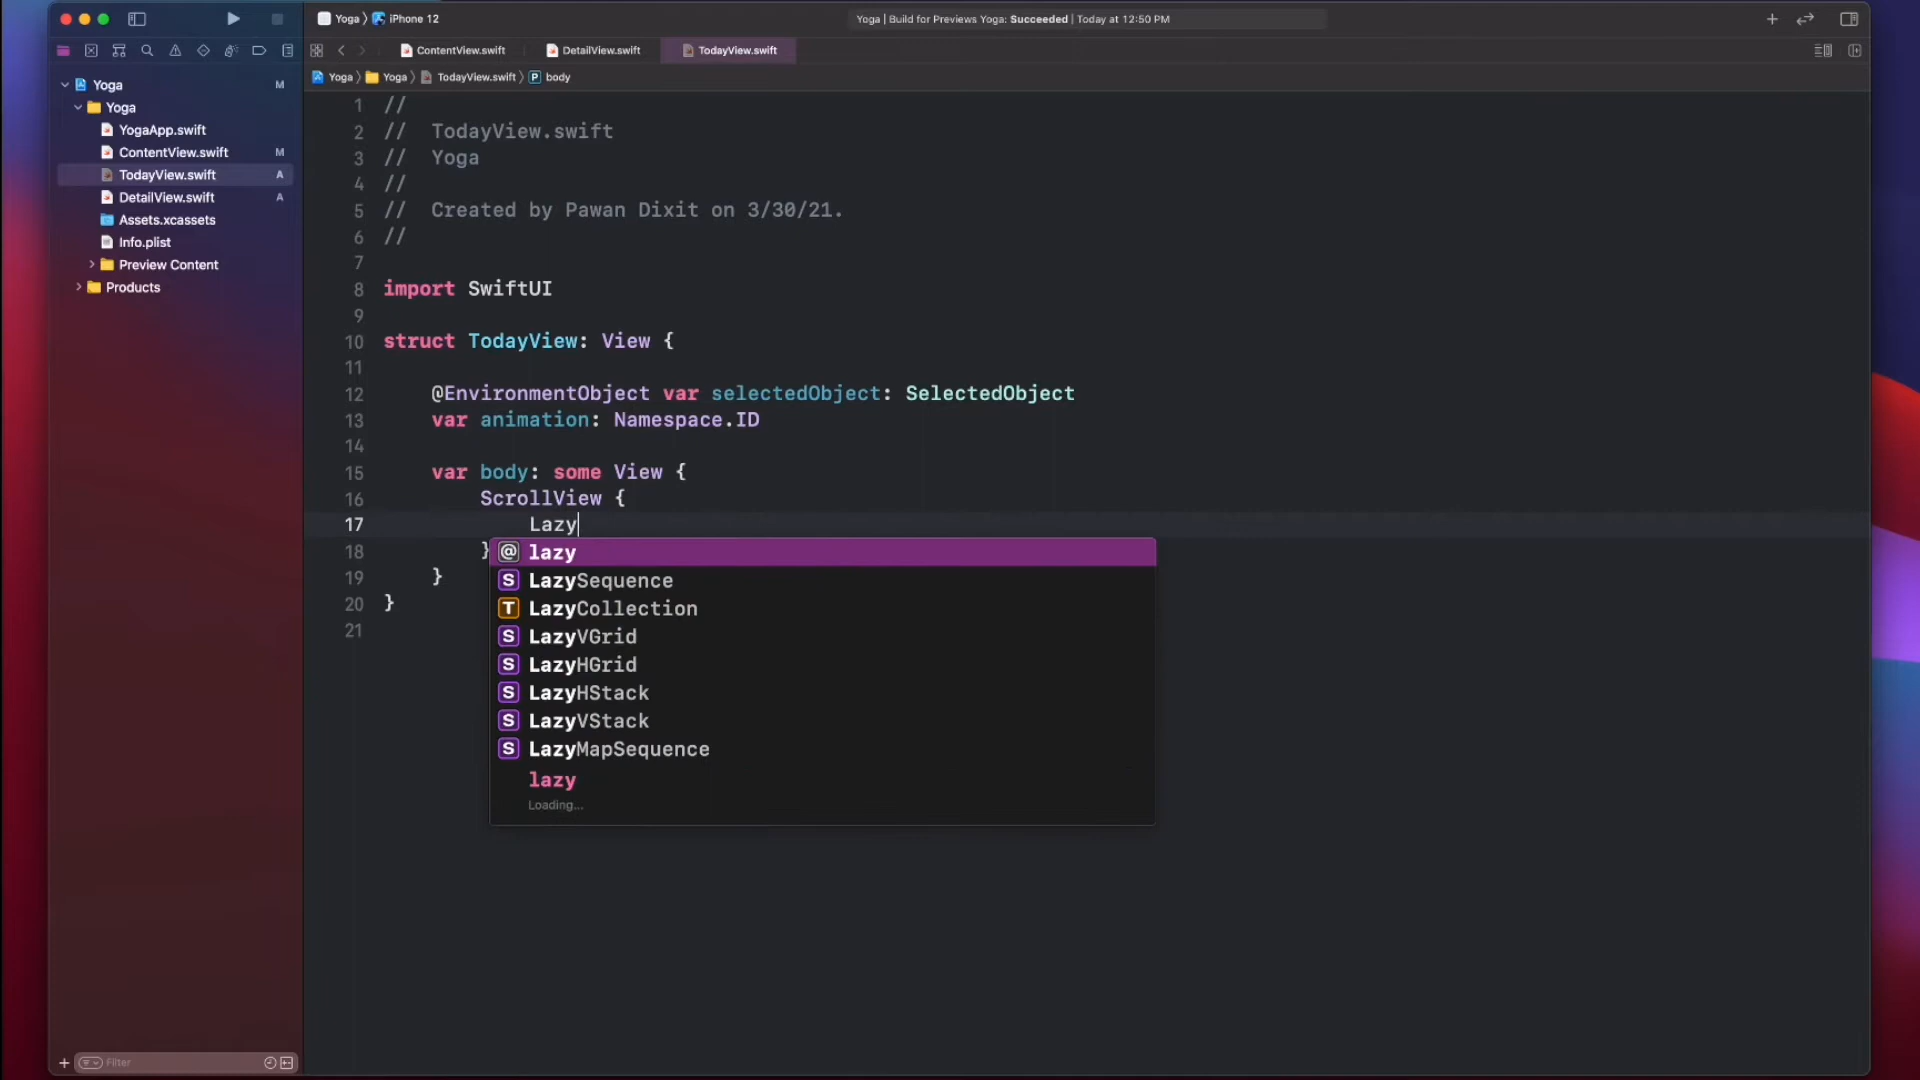 Yoga 〉 iPhone 12
Yoga | Build for Previews Yoga: Succeeded | Today at 12:50 PM
ContentView.swift
DetailView.swift
TodayView.swift
Yoga 〉 Yoga 〉 TodayView.swift 〉 P body
Yoga M
Yoga
YogaApp.swift
ContentView.swift M
TodayView.swift A
DetailView.swift A
Assets.xcassets
Info.plist
Preview Content
Products
Filter
1 //
2 //  TodayView.swift
3 //  Yoga
4 //
5 //  Created by Pawan Dixit on 3/30/21.
6 //
7
8 import SwiftUI
9
10 struct TodayView: View {
11
12     @EnvironmentObject var selectedObject: SelectedObject
13     var animation: Namespace.ID
14
15     var body: some View {
16         ScrollView {
17             Lazy
18         }
19     }
20 }
21
@ lazy
S LazySequence
T LazyCollection
S LazyVGrid
S LazyHGrid
S LazyHStack
S LazyVStack
S LazyMapSequence
lazy
Loading...